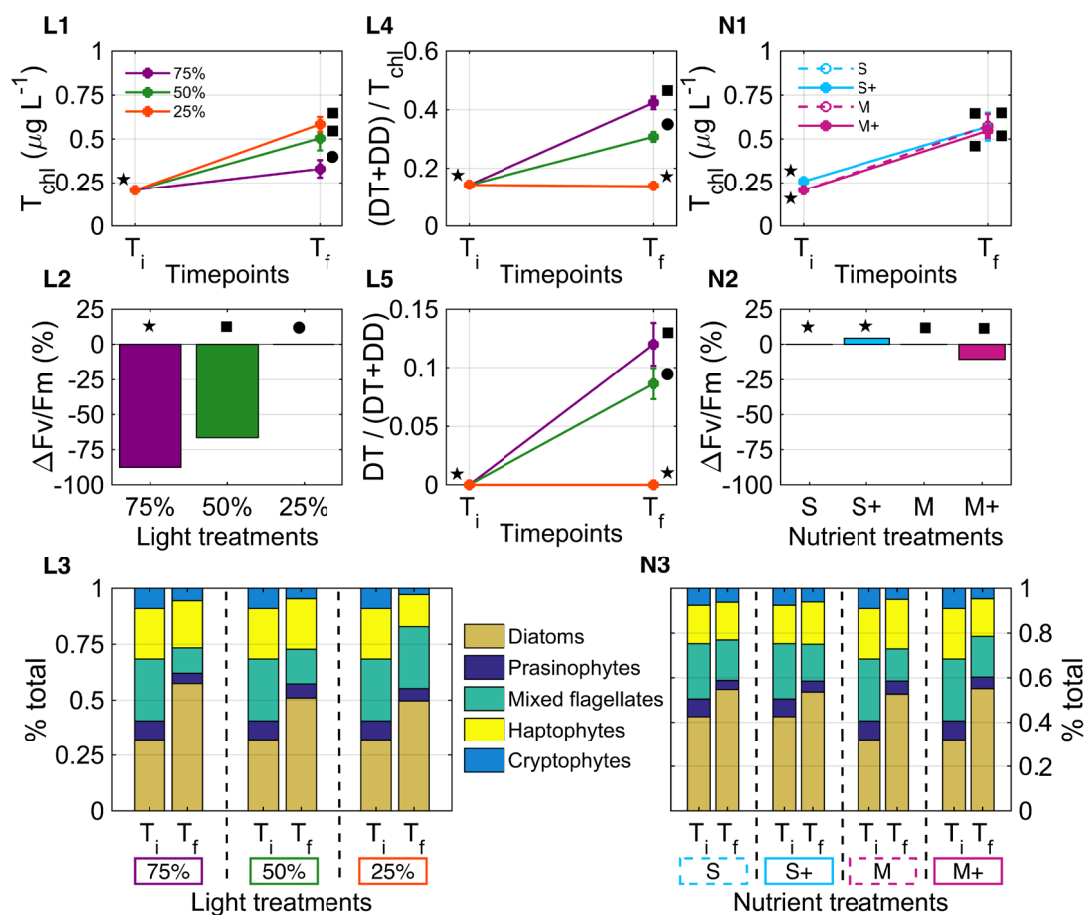 L1
L4
N1
1
0.75
0.5
0.25
0
T_chl (μg L⁻¹)
75%
50%
25%
T_i
T_f
Timepoints
0.6
0.4
0.2
0
(DT+DD) / T_chl
T_i
T_f
Timepoints
1
0.75
0.5
0.25
0
T_chl (μg L⁻¹)
S
S+
M
M+
T_i
T_f
Timepoints
L2
L5
N2
25
0
-25
-50
-75
-100
ΔFv/Fm (%)
75%
50%
25%
Light treatments
0.15
0.1
0.05
0
DT / (DT+DD)
T_i
T_f
Timepoints
25
0
-25
-50
-75
-100
ΔFv/Fm (%)
S
S+
M
M+
Nutrient treatments
L3
N3
1
0.75
0.5
0.25
0
% total
T_i T_f
T_i T_f
T_i T_f
75%
50%
25%
Light treatments
Diatoms
Prasinophytes
Mixed flagellates
Haptophytes
Cryptophytes
1
0.8
0.6
0.4
0.2
0
% total
T_i T_f
T_i T_f
T_i T_f
T_i T_f
S
S+
M
M+
Nutrient treatments